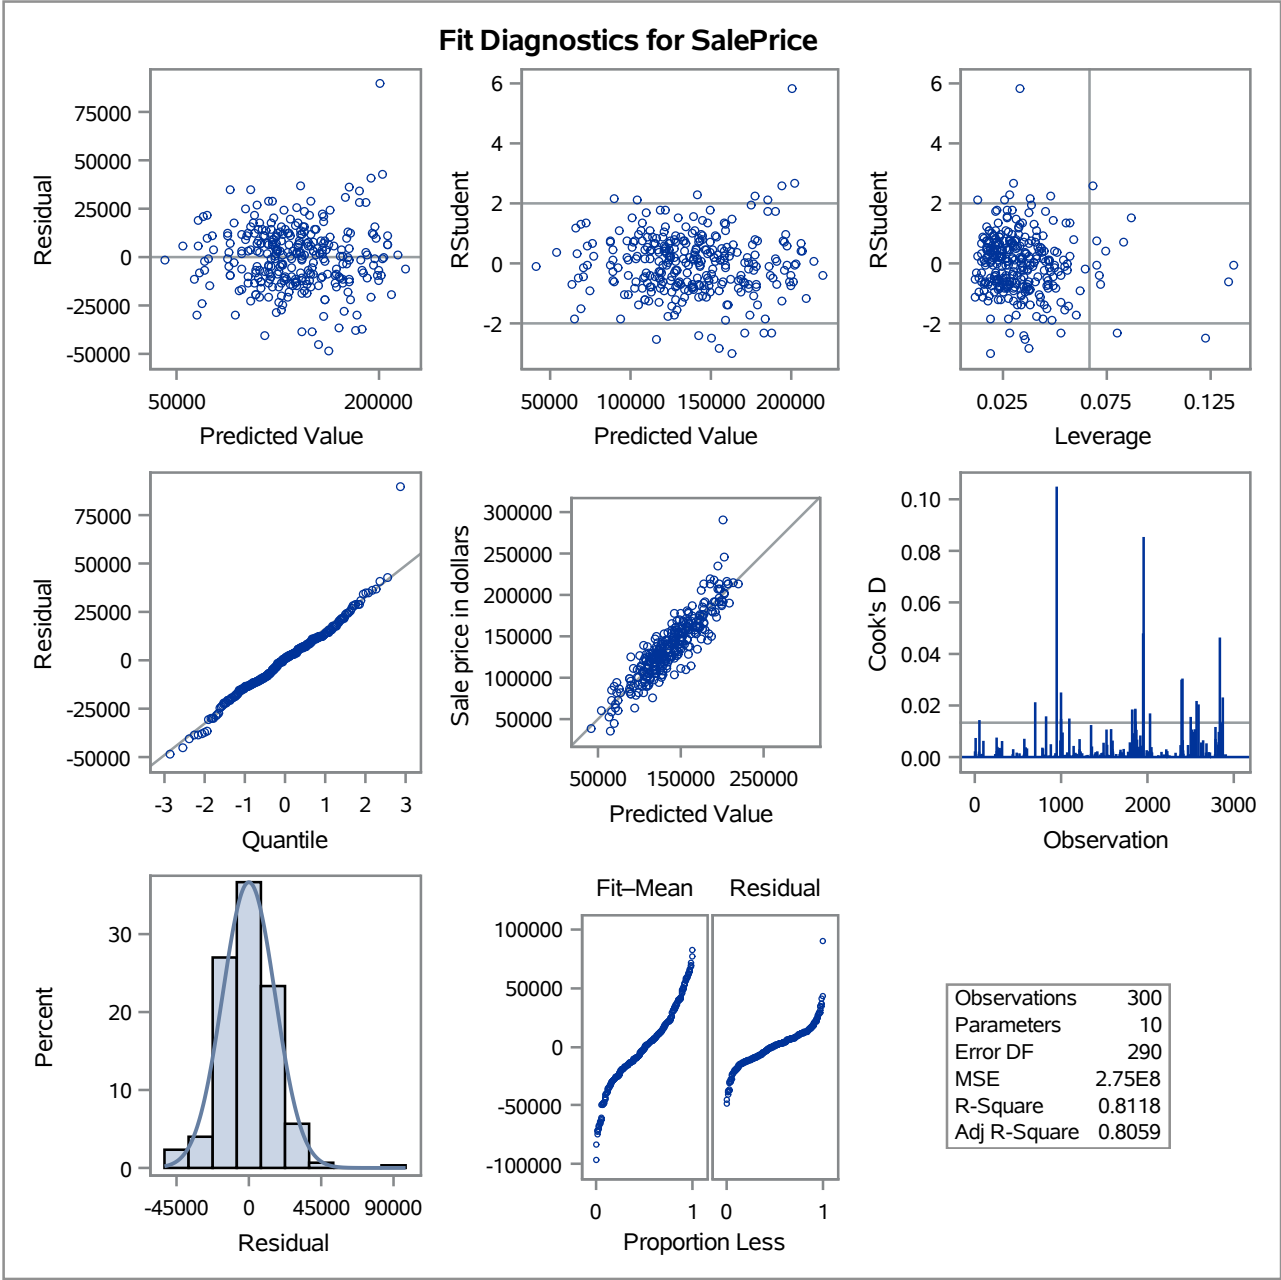 Fit Diagnostics for SalePrice
75000
50000
25000
0
-25000
-50000
Residual
50000 200000
Predicted Value
6
4
2
0
-2
RStudent
50000 100000 150000 200000
Predicted Value
6
4
2
0
-2
RStudent
0.025 0.075 0.125
Leverage
75000
50000
25000
0
-25000
-50000
Residual
-3 -2 -1 0 1 2 3
Quantile
300000
250000
200000
150000
100000
50000
Sale price in dollars
50000 150000 250000
Predicted Value
0.10
0.08
0.06
0.04
0.02
0.00
Cook's D
0 1000 2000 3000
Observation
30
20
10
0
Percent
-45000 0 45000 90000
Residual
Fit–Mean Residual
100000
50000
0
-50000
-100000
0 1 0 1
Proportion Less
Observations 300
Parameters 10
Error DF 290
MSE 2.75E8
R-Square 0.8118
Adj R-Square 0.8059